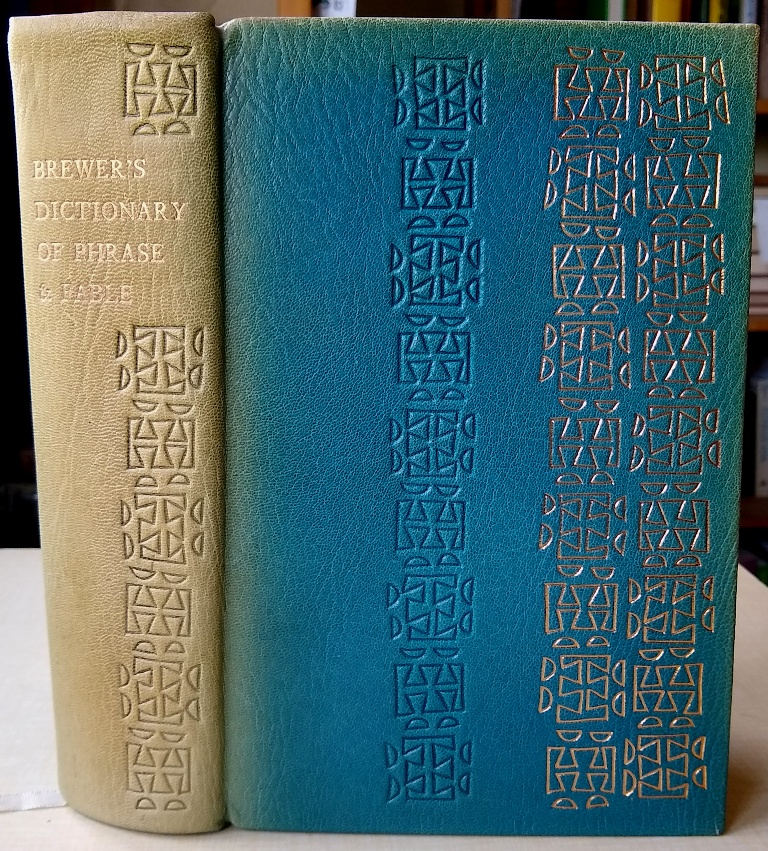 BREWER'S
DICTIONARY
OF PHRASE
& FABLE